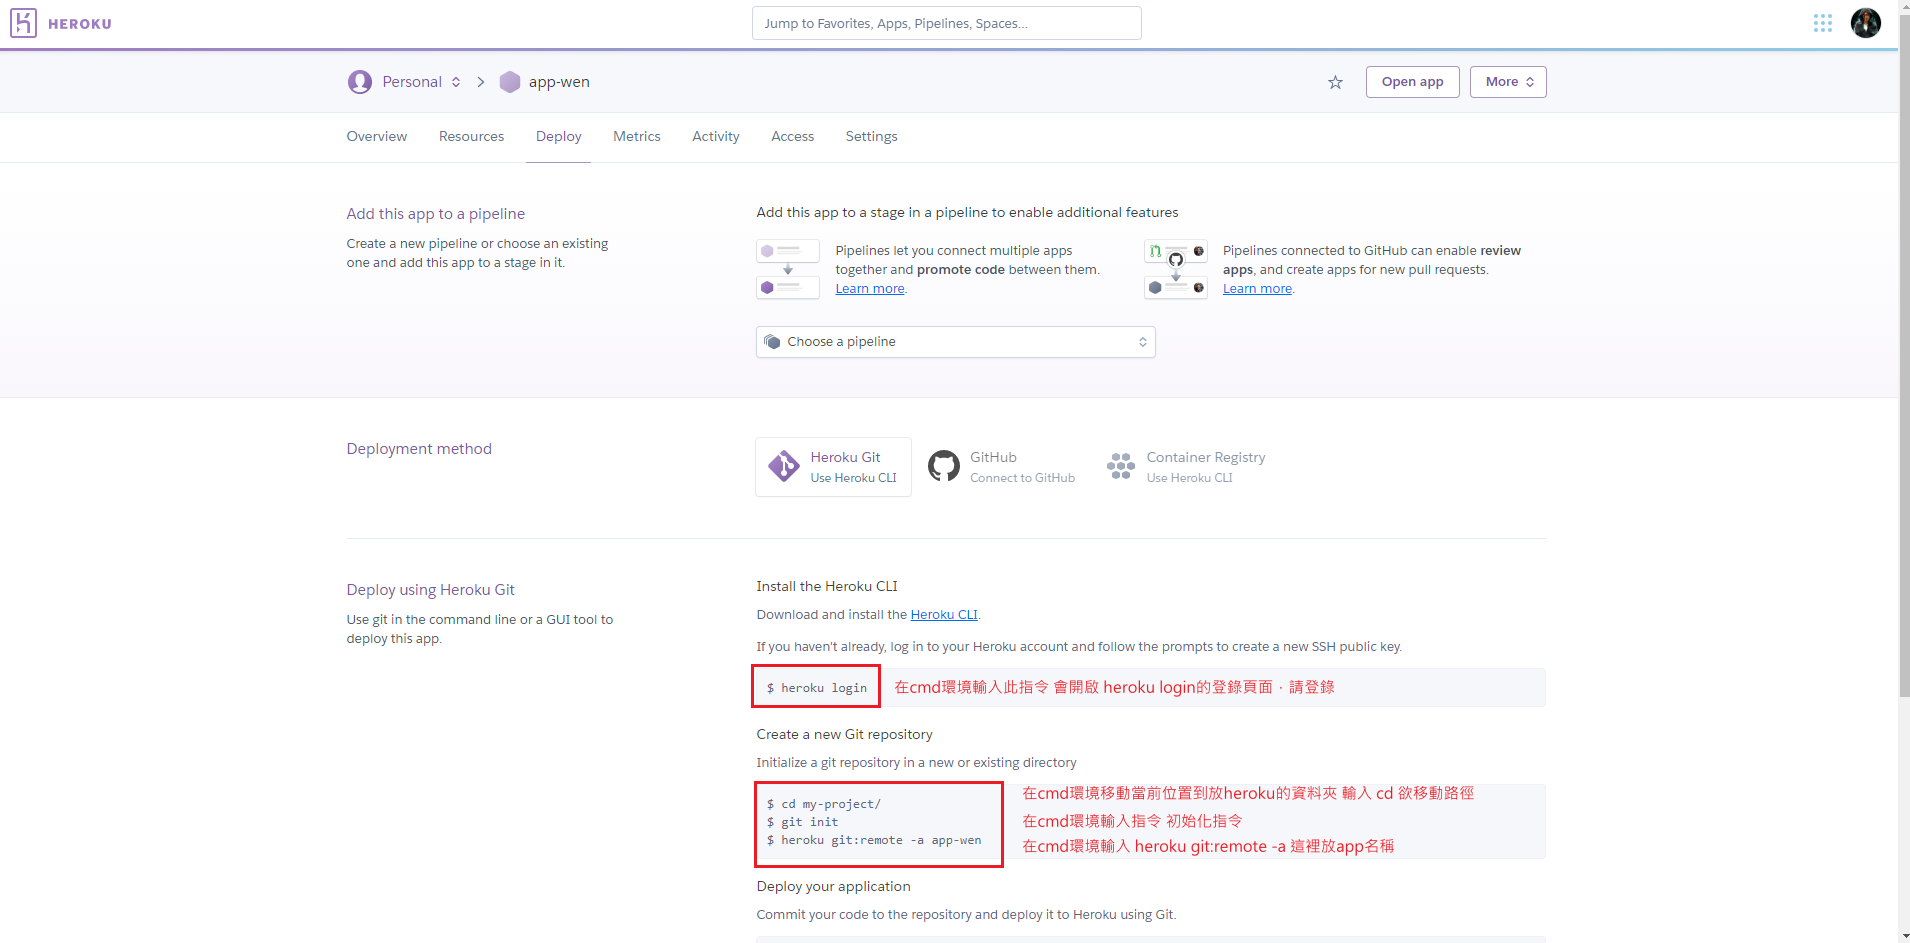 HEROKU
Jump to Favorites, Apps, Pipelines, Spaces...
Personal
app-wen
Open app
More
Overview
Resources
Deploy
Metrics
Activity
Access
Settings
Add this app to a pipeline
Create a new pipeline or choose an existing
one and add this app to a stage in it.
Add this app to a stage in a pipeline to enable additional features
Pipelines let you connect multiple apps
together and promote code between them.
Learn more.
Pipelines connected to GitHub can enable review
apps, and create apps for new pull requests.
Learn more.
Choose a pipeline
Deployment method
Heroku Git
Use Heroku CLI
GitHub
Connect to GitHub
Container Registry
Use Heroku CLI
Deploy using Heroku Git
Use git in the command line or a GUI tool to
deploy this app.
Install the Heroku CLI
Download and install the Heroku CLI.
If you haven't already, log in to your Heroku account and follow the prompts to create a new SSH public key.
$ heroku login
在cmd環境輸入此指令 會開啟 heroku login的登錄頁面，請登錄
Create a new Git repository
Initialize a git repository in a new or existing directory
$ cd my-project/
$ git init
$ heroku git:remote -a app-wen
在cmd環境移動當前位置到放heroku的資料夾 輸入 cd 欲移動路徑
在cmd環境輸入指令 初始化指令
在cmd環境輸入 heroku git:remote -a 這裡放app名稱
Deploy your application
Commit your code to the repository and deploy it to Heroku using Git.